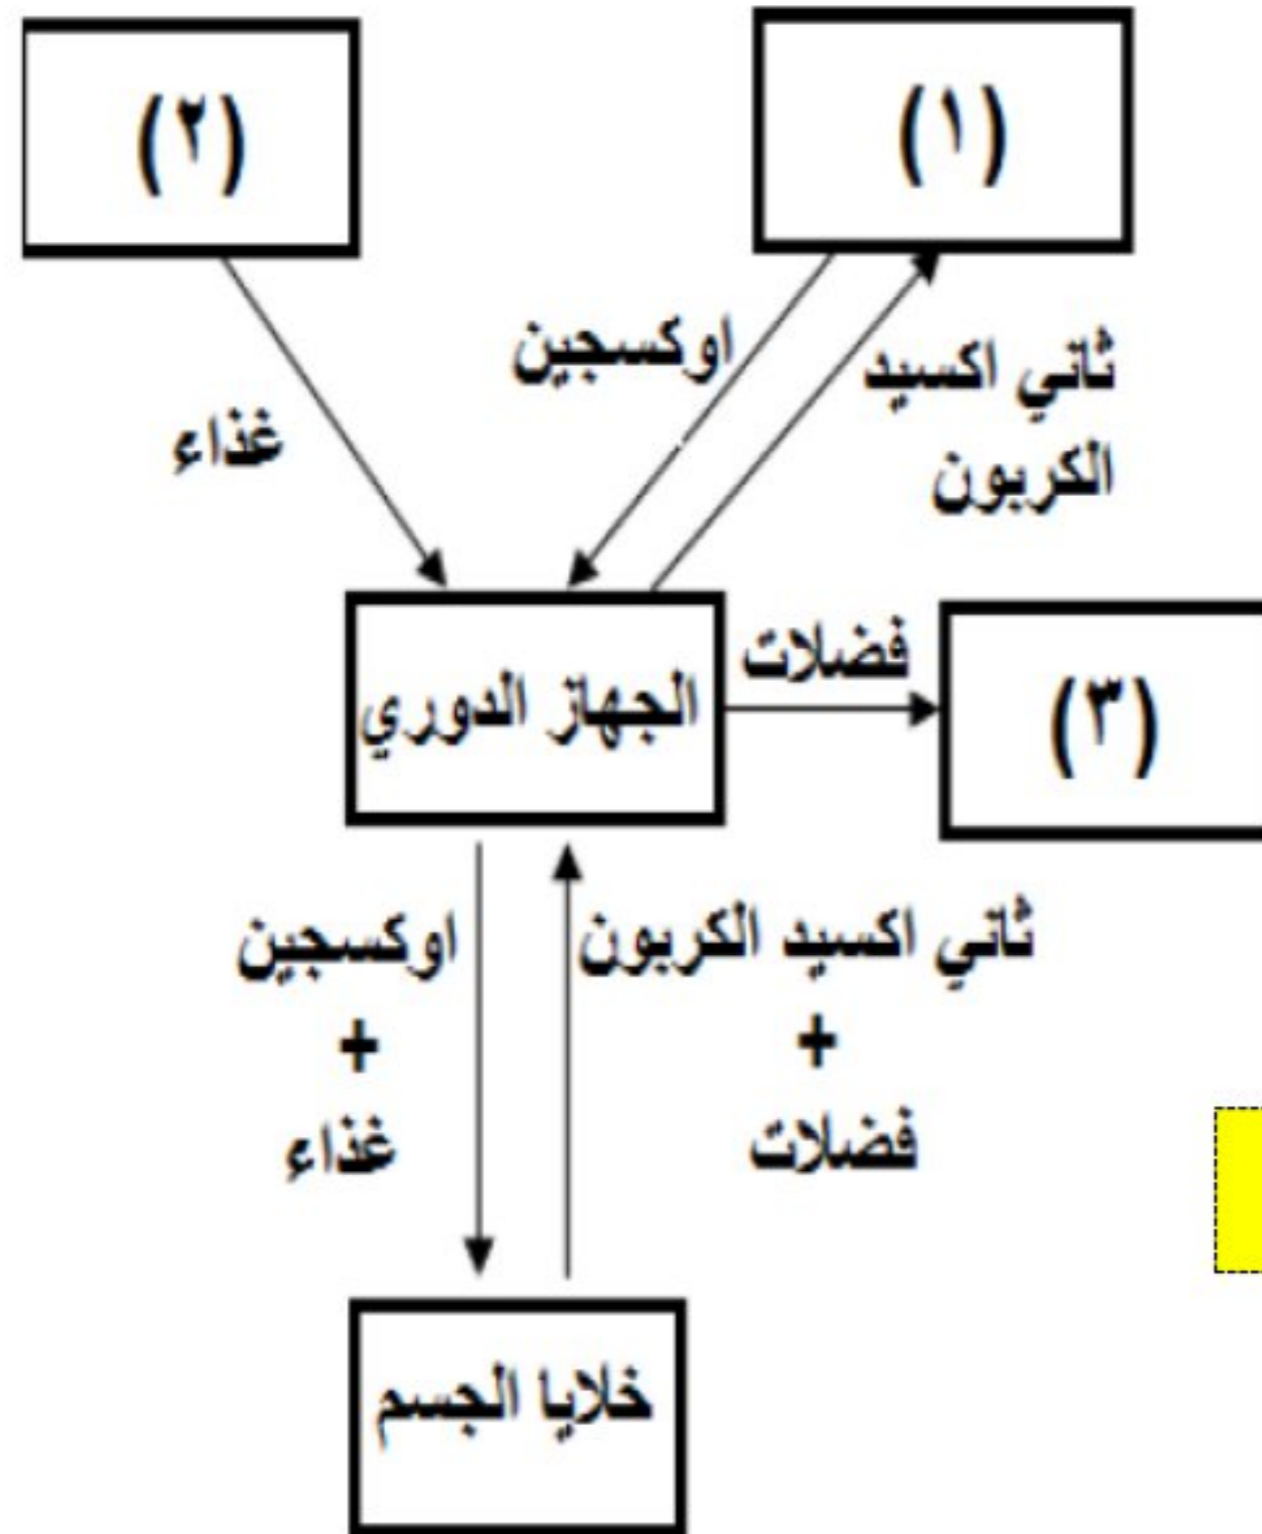 (١)
(٢)
اوكسجين
ثاني اكسيد
الكربون
غذاء
فضلات
الجهاز الدوري
(٣)
ثاني اكسيد الكربون
+
فضلات
اوكسجين
+
غذاء
خلايا الجسم